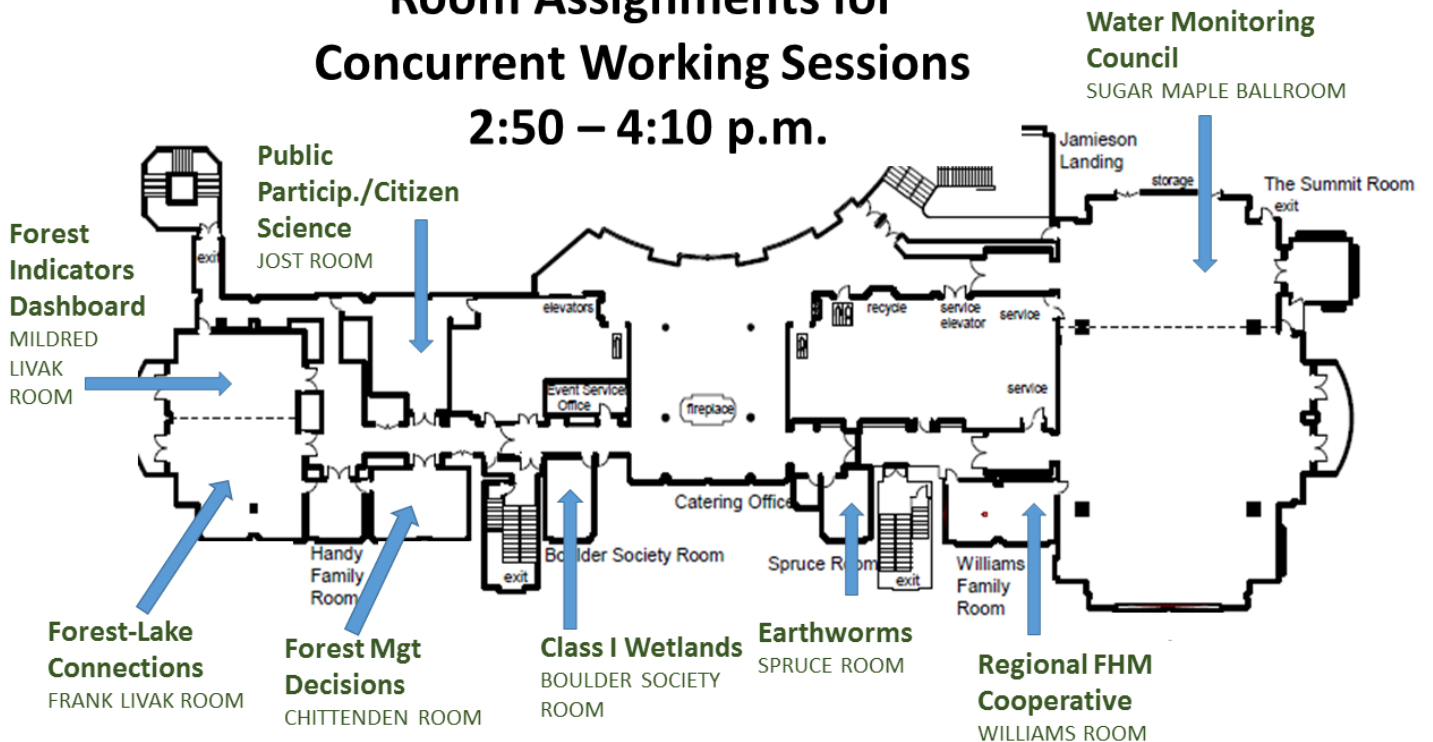 Room Assignments for
Concurrent Working Sessions
2:50 – 4:10 p.m.
Water Monitoring
Council
SUGAR MAPLE BALLROOM
Public
Particip./Citizen
Science
JOST ROOM
Forest
Indicators
Dashboard
MILDRED
LIVAK
ROOM
Jamieson
Landing
storage
The Summit Room
exit
exit
elevators
recycle
service
elevator
service
service
Event Service
Office
fireplace
Catering Office
Handy
Family
Room
exit
Boulder Society Room
Spruce Room
exit
Williams
Family
Room
Forest-Lake
Connections
FRANK LIVAK ROOM
Forest Mgt
Decisions
CHITTENDEN ROOM
Class I Wetlands
BOULDER SOCIETY
ROOM
Earthworms
SPRUCE ROOM
Regional FHM
Cooperative
WILLIAMS ROOM